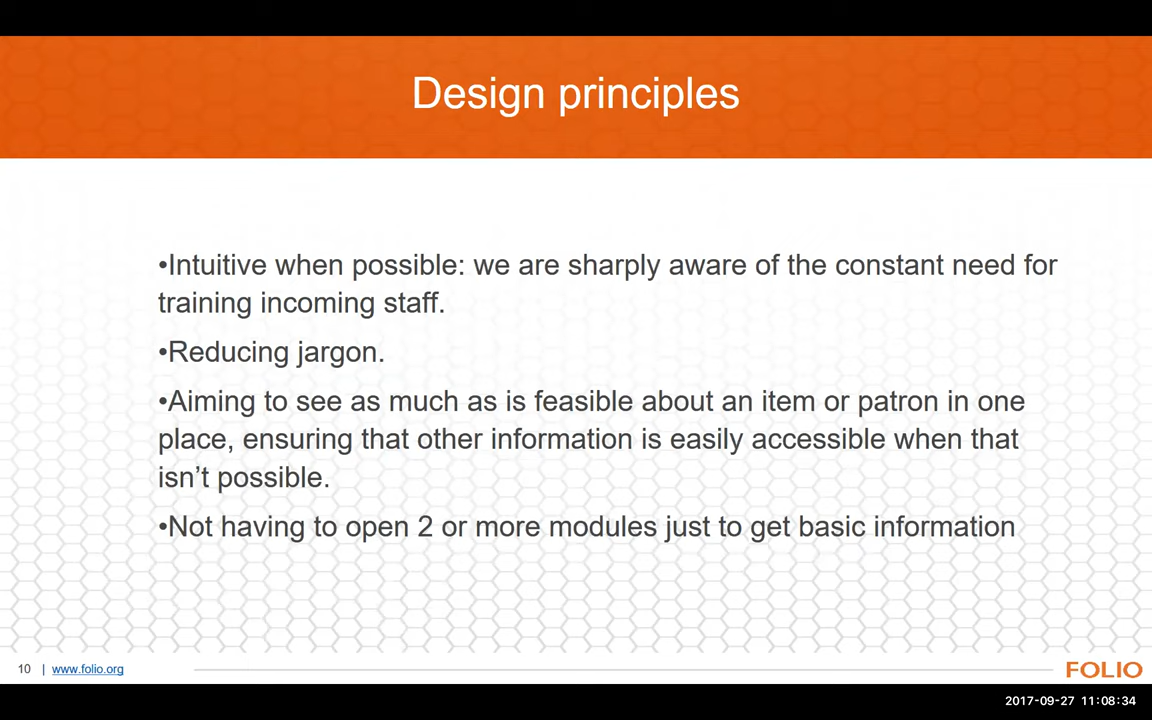 Design principles
•Intuitive when possible: we are sharply aware of the constant need for
training incoming staff.
•Reducing jargon.
•Aiming to see as much as is feasible about an item or patron in one
place, ensuring that other information is easily accessible when that
isn’t possible.
•Not having to open 2 or more modules just to get basic information
10 | www.folio.org
FOLIO
2017-09-27 11:08:34